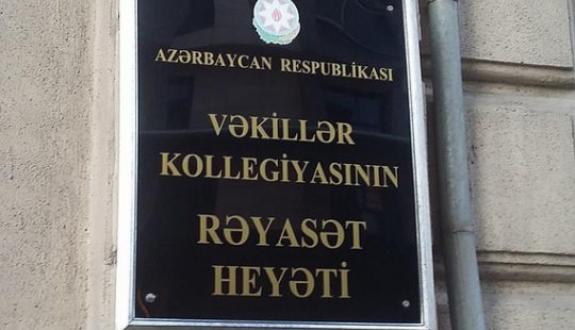 AZƏRBAYCAN RESPUBLİKASI
VƏKİLLƏR
KOLLEGİYASININ
RƏYASƏT
HEYƏTİ